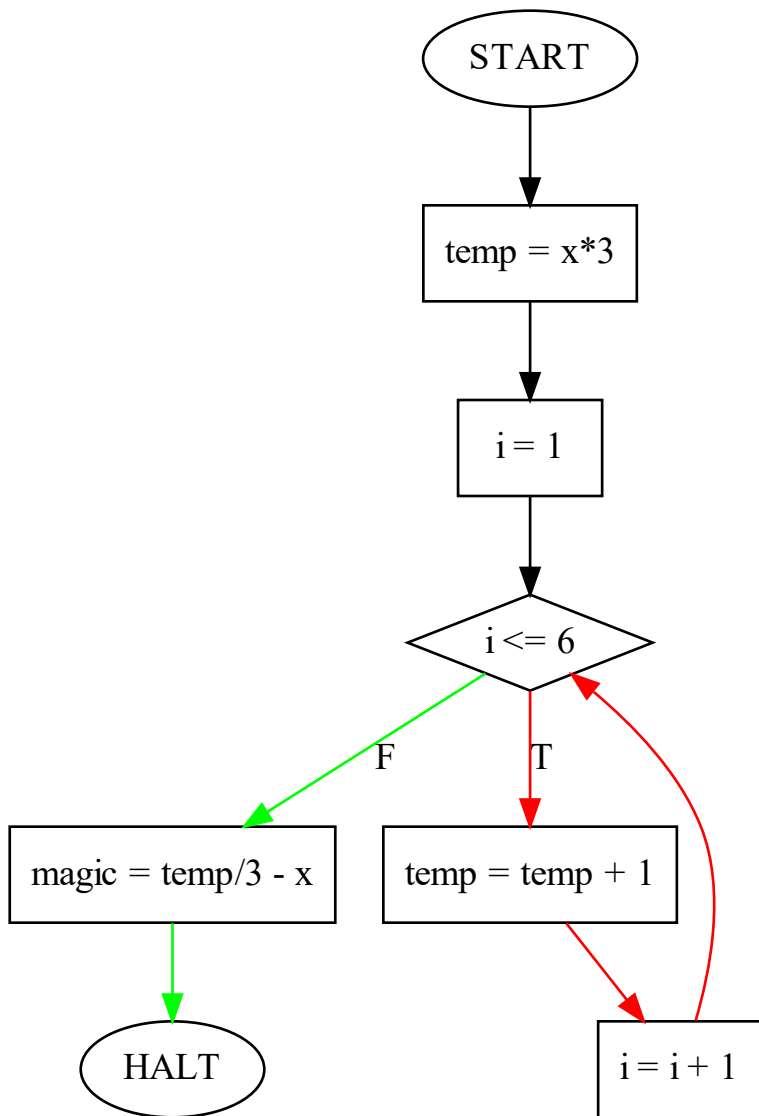 START
temp = x*3
i = 1
i <= 6
F
T
magic = temp/3 - x
temp = temp + 1
HALT
i = i + 1